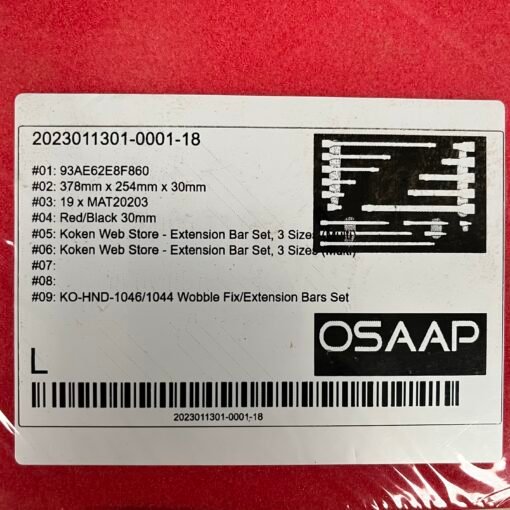 2023011301-0001-18
#01: 93AE62E8F860
#02: 378mm x 254mm x 30mm
#03: 19 x MAT20203
#04: Red/Black 30mm
#05: Koken Web Store - Extension Bar Set, 3 Sizes (Multi)
#06: Koken Web Store - Extension Bar Set, 3 Sizes (Multi)
#07:
#08:
#09: KO-HND-1046/1044 Wobble Fix/Extension Bars Set
L
OSAAP
2023011301-0001-18